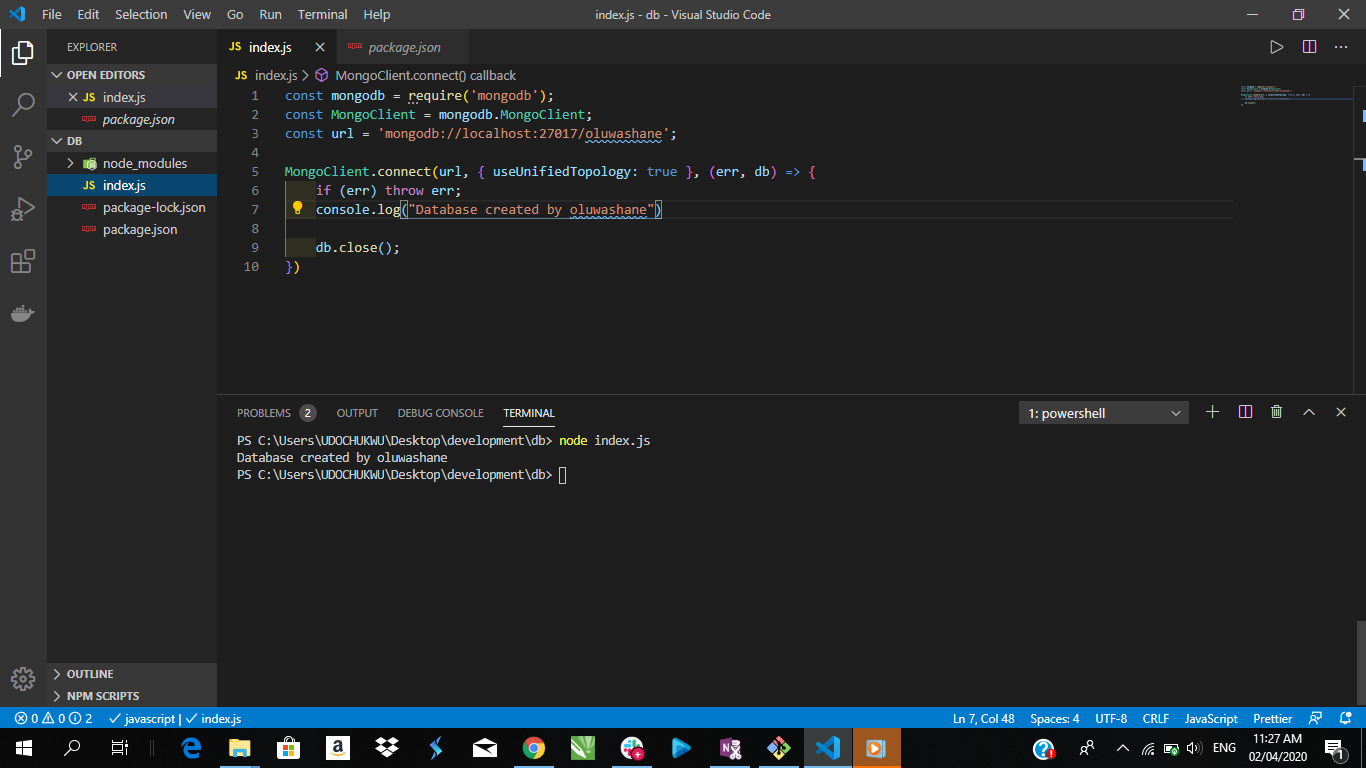 File Edit Selection View Go Run Terminal Help
index.js - db - Visual Studio Code
EXPLORER
OPEN EDITORS
JS index.js
package.json
DB
node_modules
JS index.js
package-lock.json
package.json
OUTLINE
NPM SCRIPTS
JS index.js
package.json
JS index.js > MongoClient.connect() callback
1 const mongodb = require('mongodb');
2 const MongoClient = mongodb.MongoClient;
3 const url = 'mongodb://localhost:27017/oluwashane';
4
5 MongoClient.connect(url, { useUnifiedTopology: true }, (err, db) => {
6 if (err) throw err;
7 console.log("Database created by oluwashane")
8
9 db.close();
10 })
PROBLEMS 2 OUTPUT DEBUG CONSOLE TERMINAL
1: powershell
PS C:\Users\UDOCHUKWU\Desktop\development\db> node index.js
Database created by oluwashane
PS C:\Users\UDOCHUKWU\Desktop\development\db>
0 0 2 javascript | index.js
Ln 7, Col 48 Spaces: 4 UTF-8 CRLF JavaScript Prettier
ENG
11:27 AM
02/04/2020
1